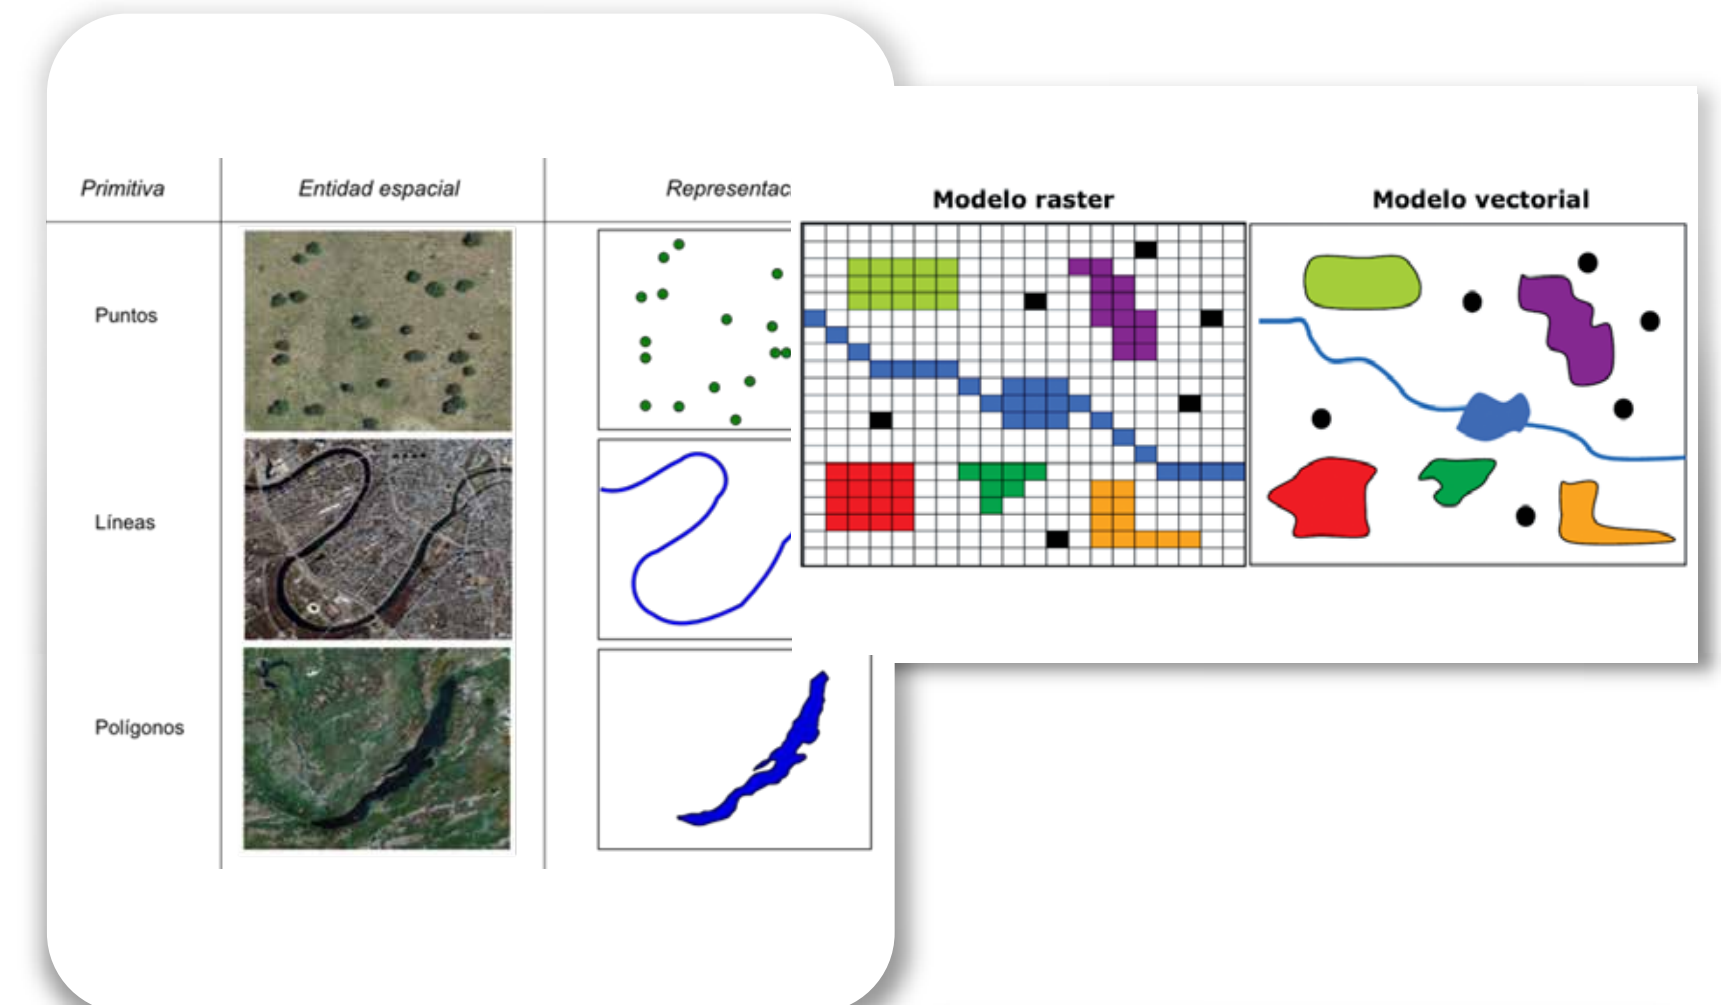 Primitiva
Entidad espacial
Representac
Puntos
Líneas
Polígonos
Modelo raster
Modelo vectorial